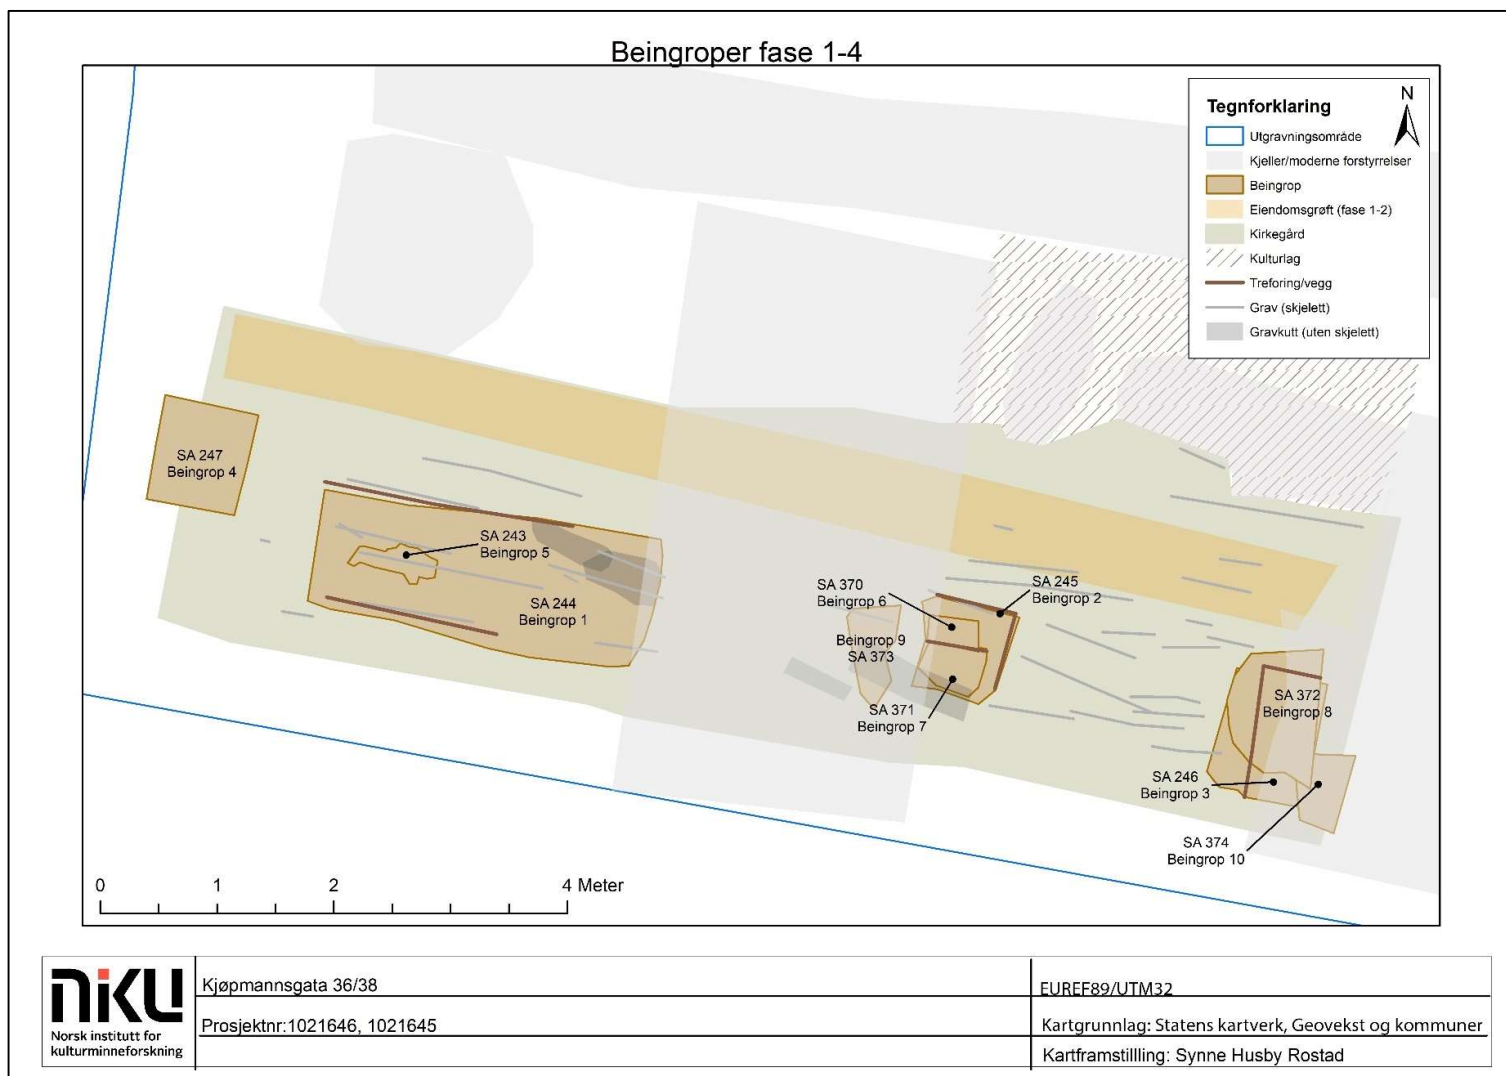 Beingroper fase 1-4
N
Tegnforklaring
Utgravningsområde
Kjeller/moderne forstyrrelser
Beingrop
Eiendomsgrøft (fase 1-2)
Kirkegård
Kulturlag
Treforing/vegg
Grav (skjelett)
Gravkutt (uten skjelett)
SA 247
Beingrop 4
SA 243
Beingrop 5
SA 244
Beingrop 1
SA 370
Beingrop 6
SA 245
Beingrop 2
Beingrop 9
SA 373
SA 371
Beingrop 7
SA 372
Beingrop 8
SA 246
Beingrop 3
SA 374
Beingrop 10
0 1 2 4 Meter
NIKU
Norsk institutt for
kulturminneforskning
Kjøpmannsgata 36/38
Prosjektnr:1021646, 1021645
EUREF89/UTM32
Kartgrunnlag: Statens kartverk, Geovekst og kommuner
Kartframstillling: Synne Husby Rostad